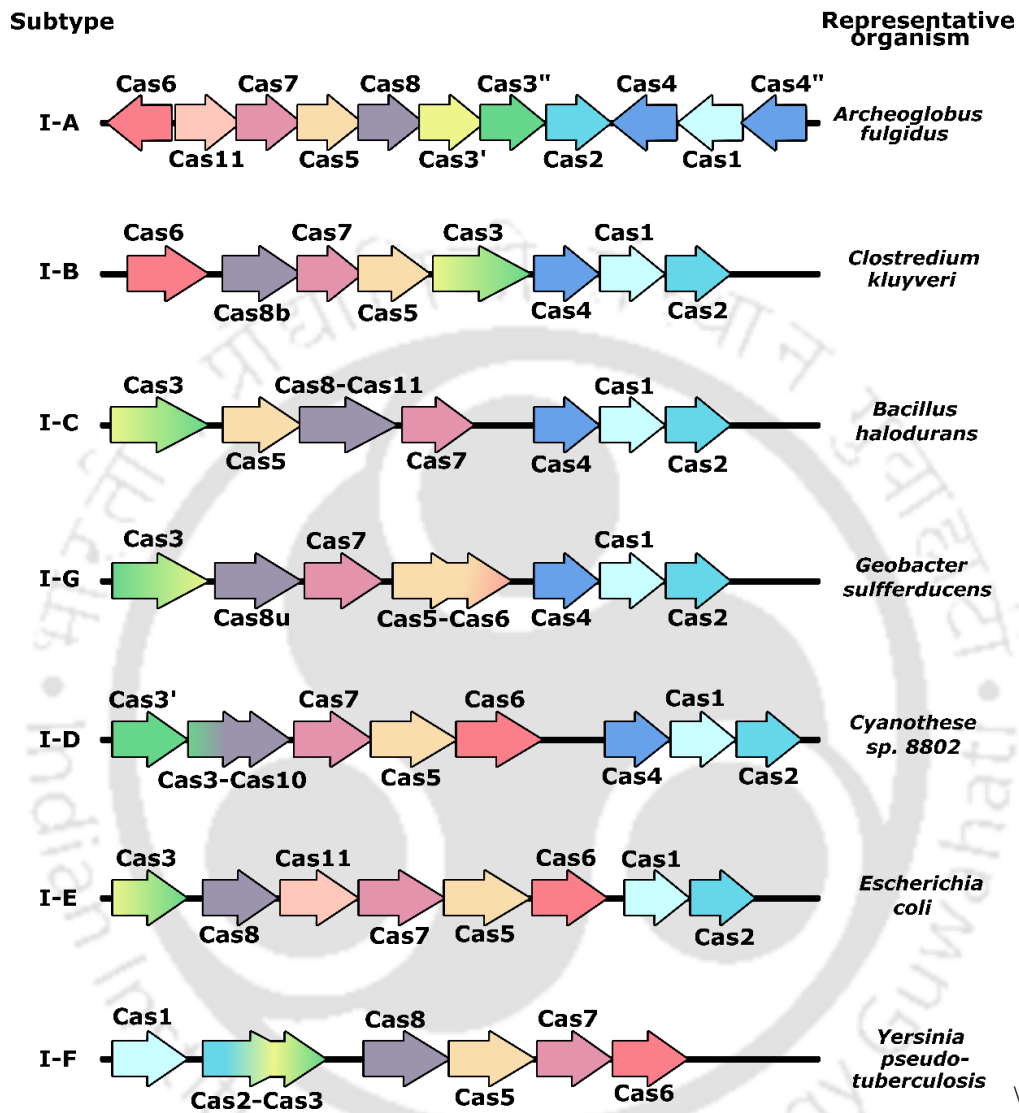 Subtype
Representative
organism
Cas6 Cas7 Cas8 Cas3" Cas4 Cas4"
I-A
Archeoglobus
fulgidus
Cas11 Cas5 Cas3' Cas2 Cas1
Cas6 Cas7 Cas3 Cas1
I-B
Clostredium
kluyveri
Cas8b Cas5 Cas4 Cas2
Cas3 Cas8-Cas11 Cas1
I-C
Bacillus
halodurans
Cas5 Cas7 Cas4 Cas2
Cas3 Cas7 Cas1
I-G
Geobacter
sulfferducens
Cas8u Cas5-Cas6 Cas4 Cas2
Cas3' Cas7 Cas6 Cas1
I-D
Cyanothese
sp. 8802
Cas3-Cas10 Cas5 Cas4 Cas2
Cas3 Cas11 Cas6 Cas1
I-E
Escherichia
coli
Cas8 Cas7 Cas5 Cas2
Cas1 Cas8 Cas7
I-F
Yersinia
pseudo-
tuberculosis
Cas2-Cas3 Cas5 Cas6
\
Indian
Guwahati